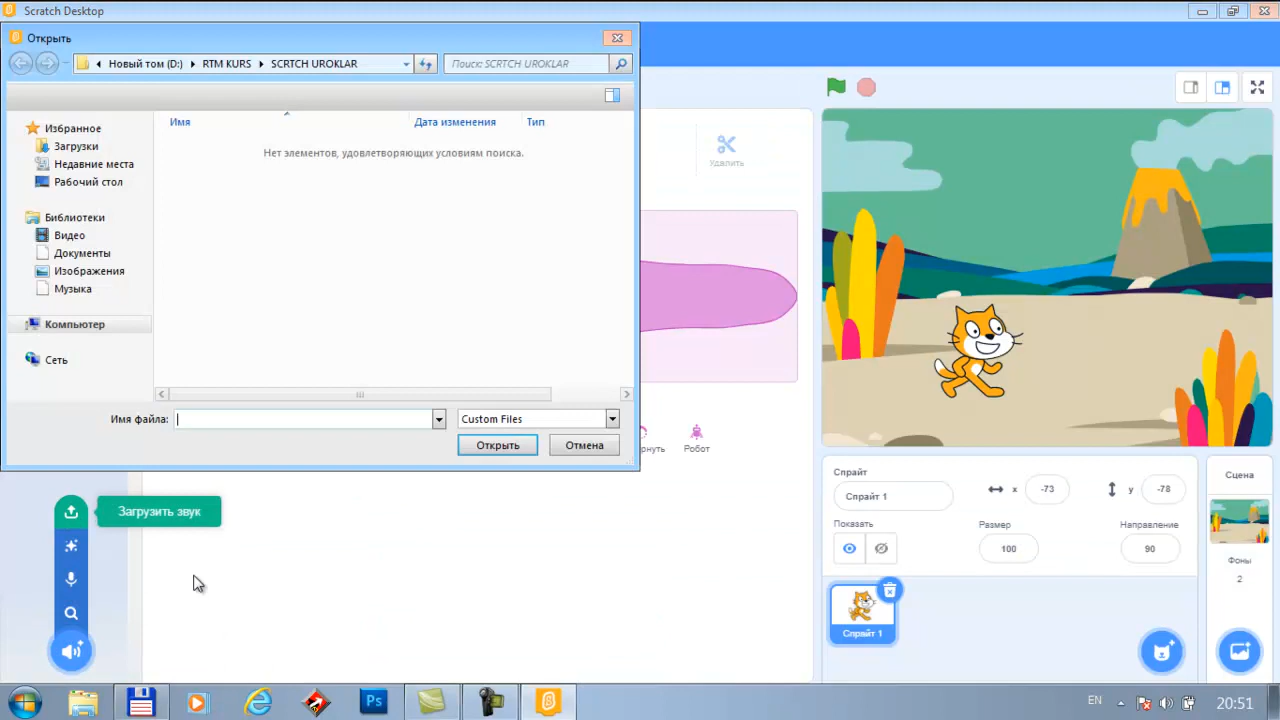 Scratch Desktop
Открыть
Новый том (D:) RTM KURS SCRTCH UROKLAR
Поиск: SCRTCH UROKLAR
Имя Дата изменения Тип
Нет элементов, удовлетворяющих условиям поиска.
Избранное
Загрузки
Недавние места
Рабочий стол
Библиотеки
Видео
Документы
Изображения
Музыка
Компьютер
Сеть
Имя файла: Custom Files
Открыть Отмена
Удалить
Робот
Загрузить звук
Спрайт
Спрайт 1 x -73 y -78
Показать Размер Направление
100 90
Спрайт 1
Сцена
Фоны
2
Ps
EN 20:51